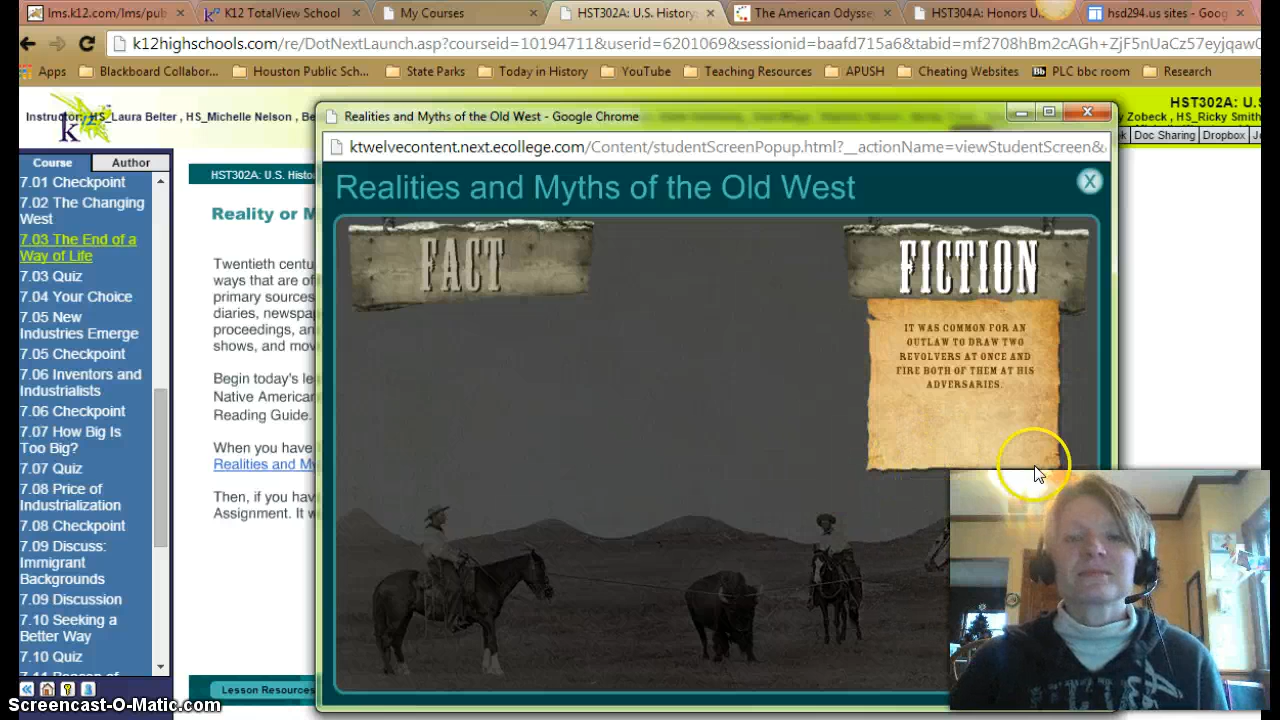 lms.k12.com/lms/pub
K12 TotalView School
My Courses
HST302A: U.S. History
The American Odysse
HST304A: Honors U
hsd294.us sites - Goog
k12highschools.com/re/DotNextLaunch.asp?courseid=10194711&userid=6201069&sessionid=baafd715a6&tabid=mf2708hBm2cAGh+ZjF5nUaCz57eyjqaw
Apps
Blackboard Collabor...
Houston Public Sch...
State Parks
Today in History
YouTube
Teaching Resources
APUSH
Cheating Websites
Bb PLC bbc room
Research
Instructor: HS_Laura Belter , HS_Michelle Nelson , Be
k12
HST302A: U.S
y Zobeck , HS_Ricky Smith
Doc Sharing
Dropbox
Course
Author
7.01 Checkpoint
7.02 The Changing
West
7.03 The End of a
Way of Life
7.03 Quiz
7.04 Your Choice
7.05 New
Industries Emerge
7.05 Checkpoint
7.06 Inventors and
Industrialists
7.06 Checkpoint
7.07 How Big Is
Too Big?
7.07 Quiz
7.08 Price of
Industrialization
7.08 Checkpoint
7.09 Discuss:
Immigrant
Backgrounds
7.09 Discussion
7.10 Seeking a
Better Way
7.10 Quiz
HST302A: U.S. Histo
Reality or M
Twentieth centu
ways that are of
primary sources
diaries, newspa
proceedings, an
shows, and mov
Begin today's le
Native American
Reading Guide.
When you have
Realities and My
Then, if you hav
Assignment. It w
Lesson Resources
Realities and Myths of the Old West - Google Chrome
ktwelvecontent.next.ecollege.com/Content/studentScreenPopup.html?__actionName=viewStudentScreen&
Realities and Myths of the Old West
X
FACT
FICTION
IT WAS COMMON FOR AN
OUTLAW TO DRAW TWO
REVOLVERS AT ONCE AND
FIRE BOTH OF THEM AT HIS
ADVERSARIES.
Screencast-O-Matic.com